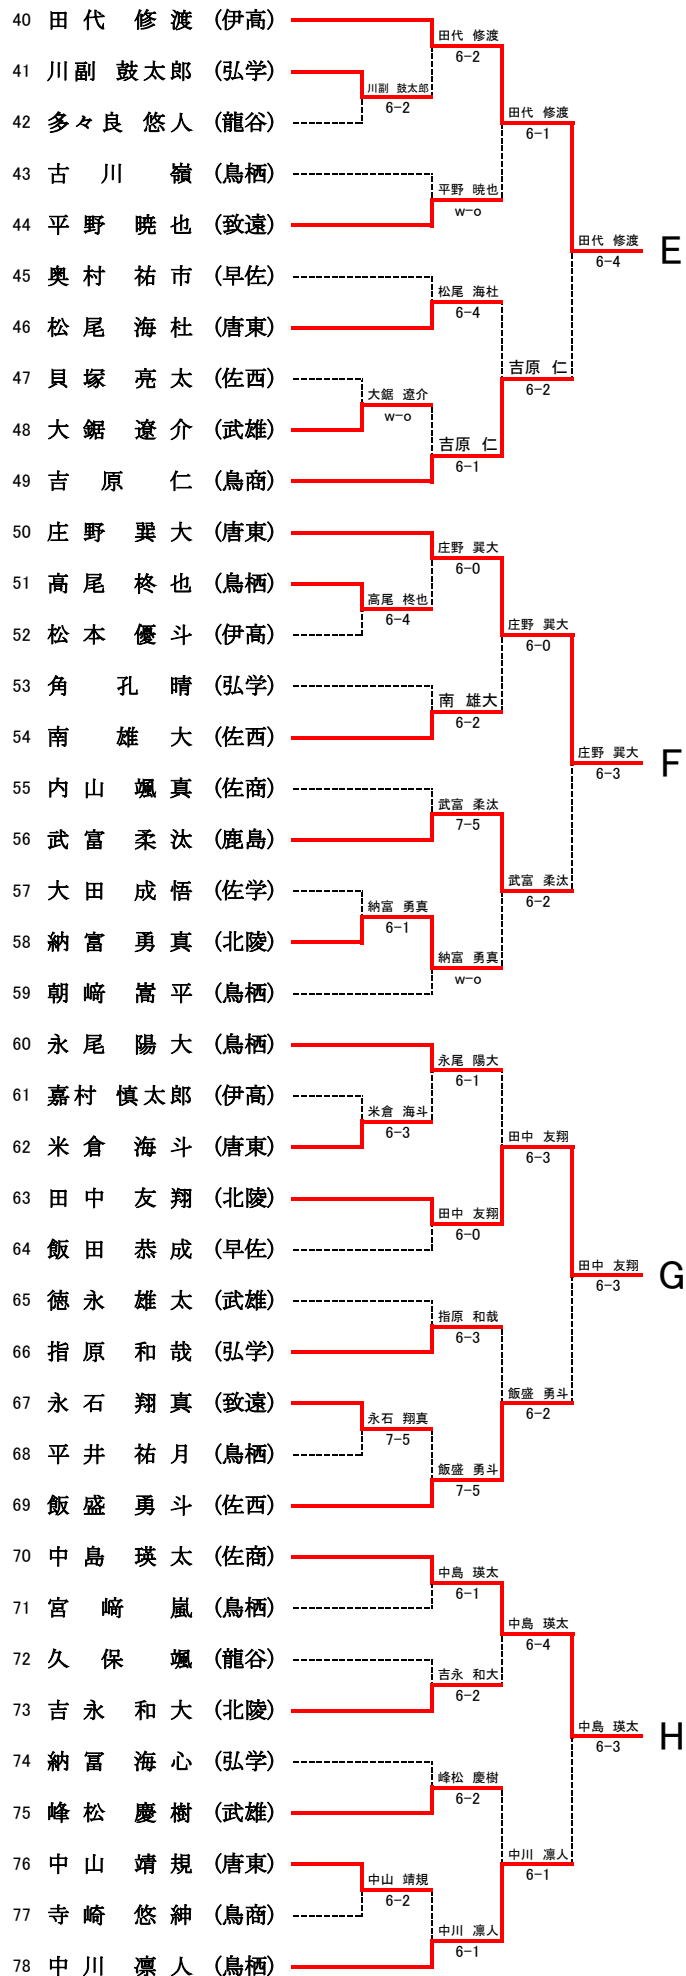 40 田代 修渡 (伊高)
41 川副 鼓太郎 (弘学)
42 多々良 悠人 (龍谷)
43 古川 嶺 (鳥栖)
44 平野 暁也 (致遠)
45 奥村 祐市 (早佐)
46 松尾 海杜 (唐東)
47 貝塚 亮太 (佐西)
48 大鋸 遼介 (武雄)
49 吉原 仁 (鳥商)
田代 修渡
6-2
川副 鼓太郎
6-2
田代 修渡
6-1
平野 暁也
w-o
田代 修渡
6-4
E
松尾 海杜
6-4
吉原 仁
6-2
大鋸 遼介
w-o
吉原 仁
6-1
50 庄野 巽大 (唐東)
51 高尾 柊也 (鳥栖)
52 松本 優斗 (伊高)
53 角 孔晴 (弘学)
54 南 雄大 (佐西)
55 内山 颯真 (佐商)
56 武富 柔汰 (鹿島)
57 大田 成悟 (佐学)
58 納富 勇真 (北陵)
59 朝﨑 嵩平 (鳥栖)
庄野 巽大
6-0
高尾 柊也
6-4
庄野 巽大
6-0
南 雄大
6-2
庄野 巽大
6-3
F
武富 柔汰
7-5
武富 柔汰
6-2
納富 勇真
6-1
納富 勇真
w-o
60 永尾 陽大 (鳥栖)
61 嘉村 慎太郎 (伊高)
62 米倉 海斗 (唐東)
63 田中 友翔 (北陵)
64 飯田 恭成 (早佐)
65 徳永 雄太 (武雄)
66 指原 和哉 (弘学)
67 永石 翔真 (致遠)
68 平井 祐月 (鳥栖)
69 飯盛 勇斗 (佐西)
永尾 陽大
6-1
米倉 海斗
6-3
田中 友翔
6-3
田中 友翔
6-0
田中 友翔
6-3
G
指原 和哉
6-3
飯盛 勇斗
6-2
永石 翔真
7-5
飯盛 勇斗
7-5
70 中島 瑛太 (佐商)
71 宮﨑 嵐 (鳥栖)
72 久保 颯 (龍谷)
73 吉永 和大 (北陵)
74 納冨 海心 (弘学)
75 峰松 慶樹 (武雄)
76 中山 靖規 (唐東)
77 寺崎 悠紳 (鳥商)
78 中川 凛人 (鳥栖)
中島 瑛太
6-1
中島 瑛太
6-4
吉永 和大
6-2
中島 瑛太
6-3
H
峰松 慶樹
6-2
中川 凛人
6-1
中山 靖規
6-2
中川 凛人
6-1